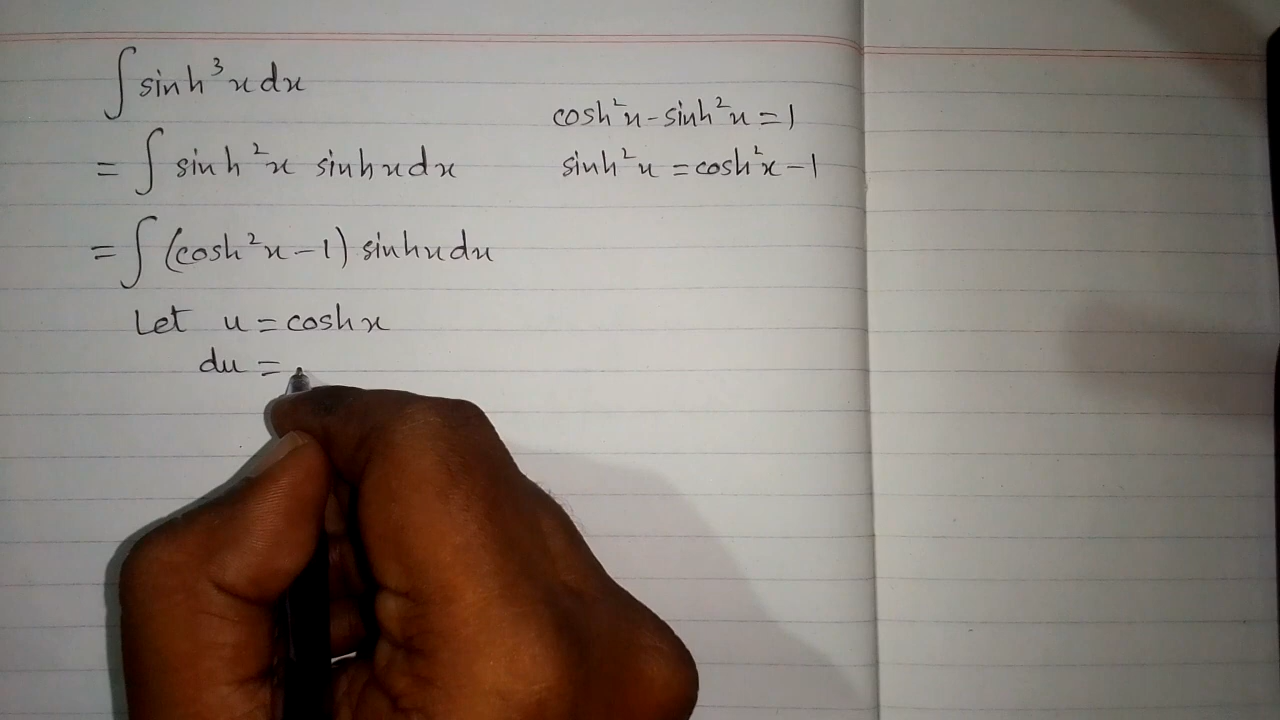 ∫ sinh³x dx
= ∫ sinh²x sinhx dx
cosh²x - sinh²x = 1
sinh²x = cosh²x - 1
= ∫ (cosh²x - 1) sinhx dx
Let u = coshx
du =